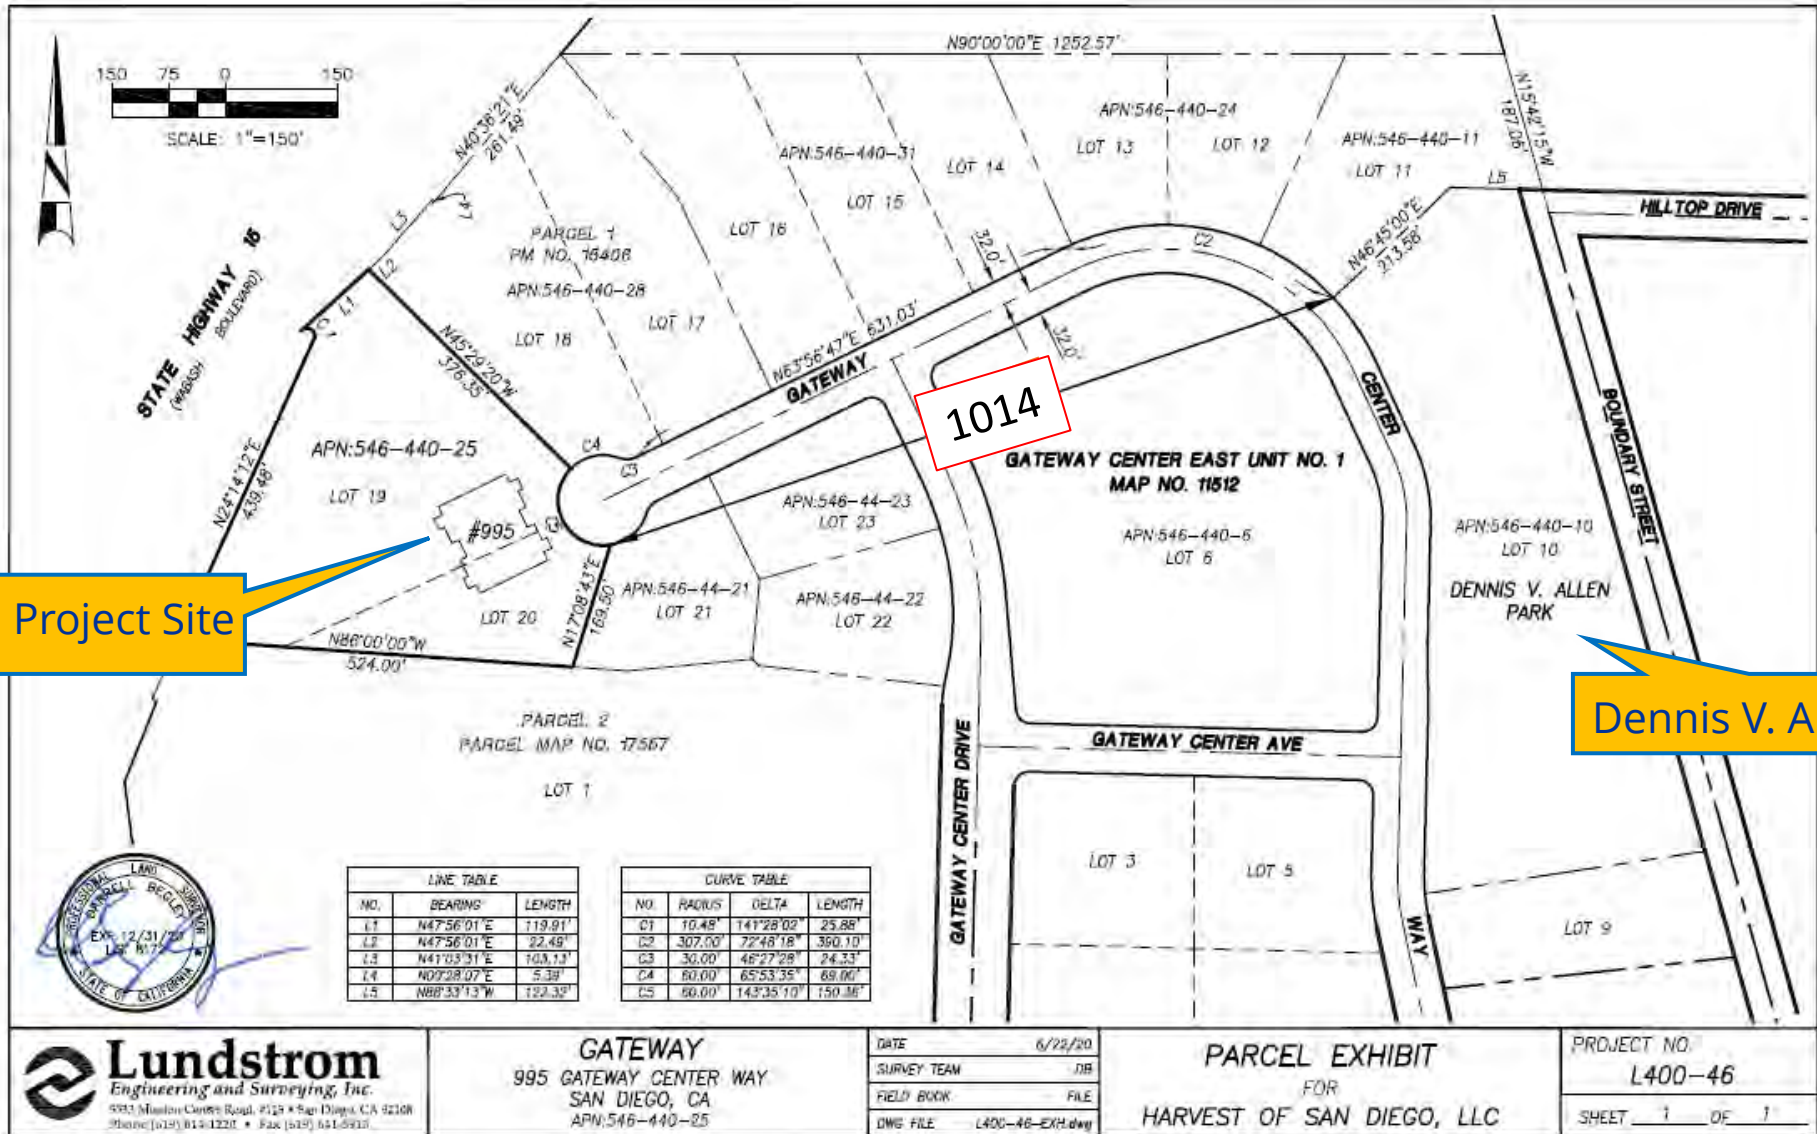 150 75 0 150
SCALE: 1"=150'
N
STATE HIGHWAY 15
(WABASH BOULEVARD)
N90°00'00"E 1252.57'
N40°36'21"E
261.49'
L4
L3
L2
L1
C1
PARCEL 1
PM NO. 16406
APN:546-440-28
LOT 18
LOT 17
LOT 16
APN:546-440-31
LOT 15
LOT 14
APN:546-440-24
LOT 13
LOT 12
APN:546-440-11
LOT 11
N15°42'15"W
187.06'
L5
HILLTOP DRIVE
N46°45'00"E
213.58'
C2
32.0'
32.0'
N63°56'47"E 631.03'
GATEWAY
CENTER
WAY
N45°29'20"W
376.35'
C4
C3
C5
N24°14'12"E
439.48'
APN:546-440-25
LOT 19
#995
LOT 20
N17°08'43"E
169.50'
N86°00'00"W
524.00'
APN:546-44-21
LOT 21
APN:546-44-23
LOT 23
APN:546-44-22
LOT 22
1014
GATEWAY CENTER EAST UNIT NO. 1
MAP NO. 11512
APN:546-440-6
LOT 6
BOUNDARY STREET
APN:546-440-10
LOT 10
DENNIS V. ALLEN
PARK
Project Site
Dennis V. A
PARCEL 2
PARCEL MAP NO. 17567
LOT 1
GATEWAY CENTER AVE
GATEWAY CENTER DRIVE
LOT 3
LOT 5
LOT 9
PROFESSIONAL LAND SURVEYOR
BEGLEY
STATE OF CALIFORNIA
LINE TABLE
NO. BEARING LENGTH
L1 N47°56'01"E 119.91'
L2 N47°56'01"E 22.49'
L3 N41°03'31"E 103.13'
L4 N00°28'07"E 5.39'
L5 N88°33'13"W 122.32'
CURVE TABLE
NO. RADIUS DELTA LENGTH
C1 10.48' 141°28'02" 25.88'
C2 307.00' 72°48'18" 390.10'
C3 30.00' 46°27'28" 24.33'
C4 60.00' 65°53'35" 69.00'
C5 60.00' 143°35'10" 150.36'
Lundstrom
Engineering and Surveying, Inc.
San Diego, CA 92108
GATEWAY
995 GATEWAY CENTER WAY
SAN DIEGO, CA
APN:546-440-25
DATE 6/22/20
SURVEY TEAM DB
FIELD BOOK FILE
DWG FILE L400-46-EXH.dwg
PARCEL EXHIBIT
FOR
HARVEST OF SAN DIEGO, LLC
PROJECT NO.
L400-46
SHEET 1 OF 1